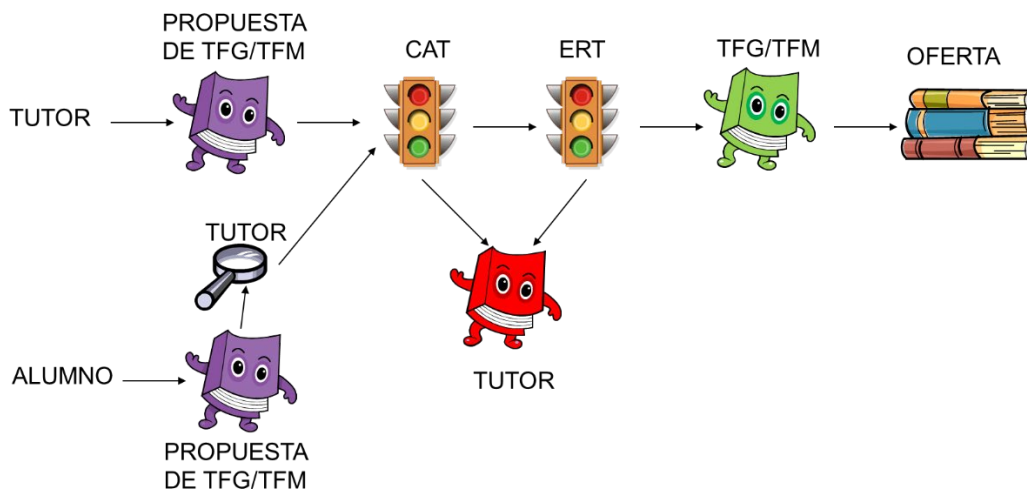 PROPUESTA
DE TFG/TFM
CAT
ERT
TFG/TFM
OFERTA
TUTOR
TUTOR
ALUMNO
TUTOR
PROPUESTA
DE TFG/TFM